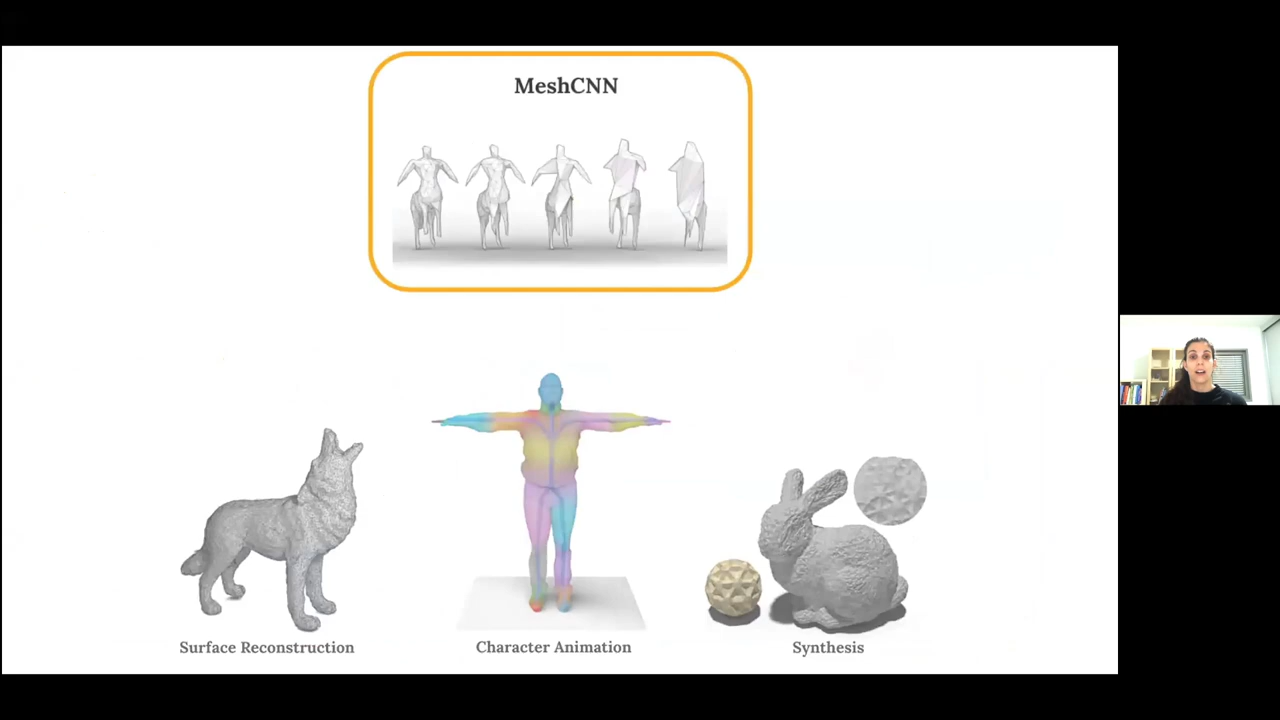 MeshCNN
Surface Reconstruction
Character Animation
Synthesis